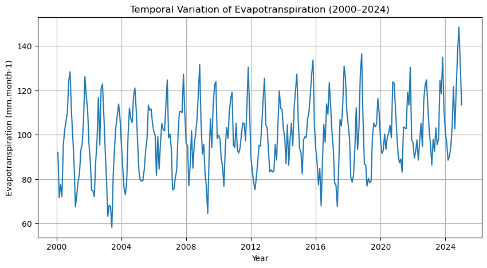 Temporal Variation of Evapotranspiration (2000–2024)
Evapotranspiration (mm.month-1)
140
120
100
80
60
2000 2004 2008 2012 2016 2020 2024
Year